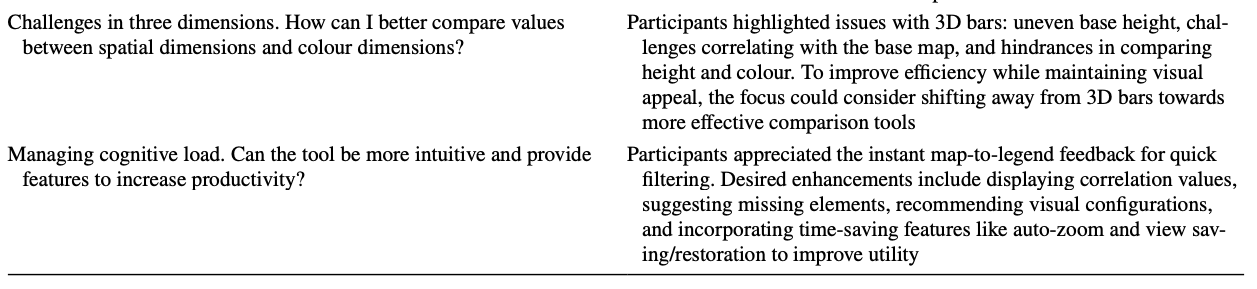 Challenges in three dimensions. How can I better compare values
between spatial dimensions and colour dimensions?
Participants highlighted issues with 3D bars: uneven base height, chal-
lenges correlating with the base map, and hindrances in comparing
height and colour. To improve efficiency while maintaining visual
appeal, the focus could consider shifting away from 3D bars towards
more effective comparison tools
Managing cognitive load. Can the tool be more intuitive and provide
features to increase productivity?
Participants appreciated the instant map-to-legend feedback for quick
filtering. Desired enhancements include displaying correlation values,
suggesting missing elements, recommending visual configurations,
and incorporating time-saving features like auto-zoom and view sav-
ing/restoration to improve utility